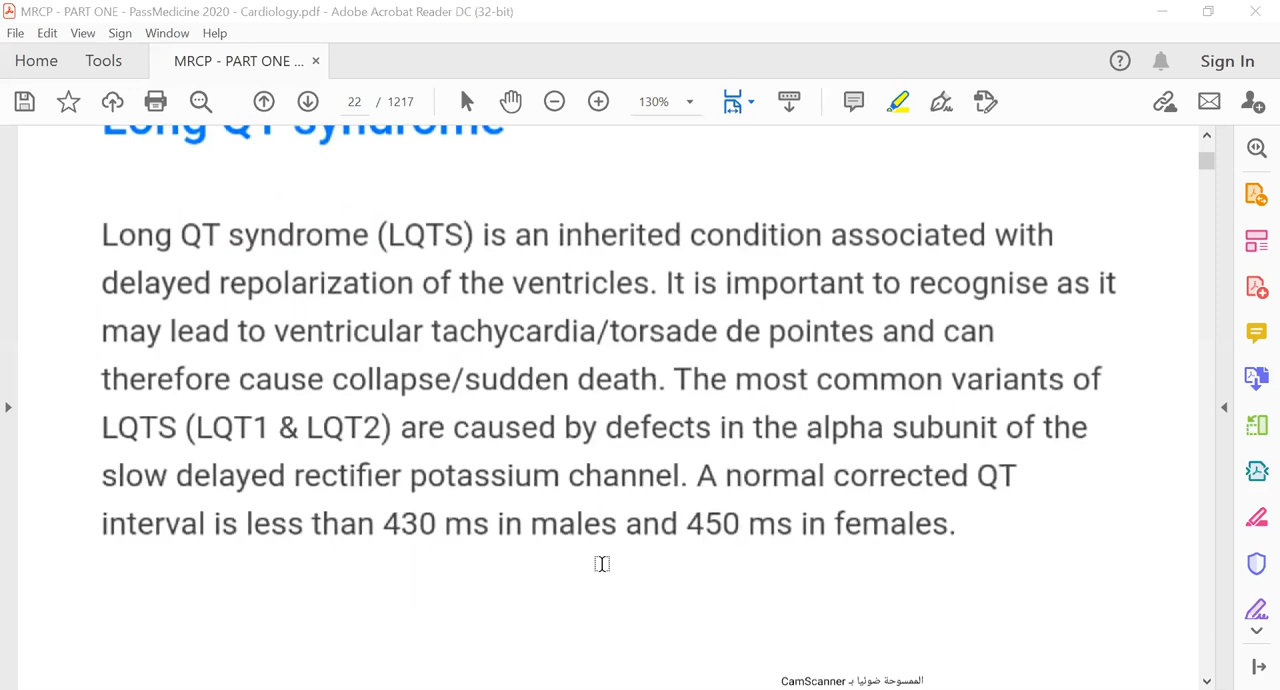 MRCP - PART ONE - PassMedicine 2020 - Cardiology.pdf - Adobe Acrobat Reader DC (32-bit)
File Edit View Sign Window Help
Home Tools MRCP - PART ONE ... × Sign In
22 / 1217 130%
Long QT syndrome
Long QT syndrome (LQTS) is an inherited condition associated with
delayed repolarization of the ventricles. It is important to recognise as it
may lead to ventricular tachycardia/torsade de pointes and can
therefore cause collapse/sudden death. The most common variants of
LQTS (LQT1 & LQT2) are caused by defects in the alpha subunit of the
slow delayed rectifier potassium channel. A normal corrected QT
interval is less than 430 ms in males and 450 ms in females.
الممسوحة ضوئيا بـ CamScanner